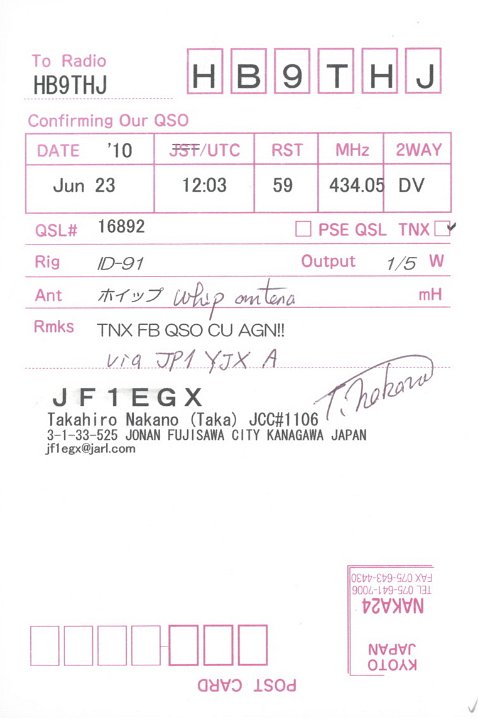 To Radio
HB9THJ
HB9THJ
Confirming Our QSO
DATE '10 JST/UTC RST MHz 2WAY
Jun 23 12:03 59 434.05 DV
QSL# 16892 PSE QSL TNX
Rig ID-91 Output 1/5 W
Ant ホイップ whip antena mH
Rmks TNX FB QSO CU AGN!!
via JP1YJX A
JF1EGX
T. Nakano
Takahiro Nakano (Taka) JCC#1106
3-1-33-525 JONAN FUJISAWA CITY KANAGAWA JAPAN
jf1egx@jarl.com
POST CARD
KYOTO
JAPAN
NAKA24
TEL 075-641-7006
FAX 075-643-4430